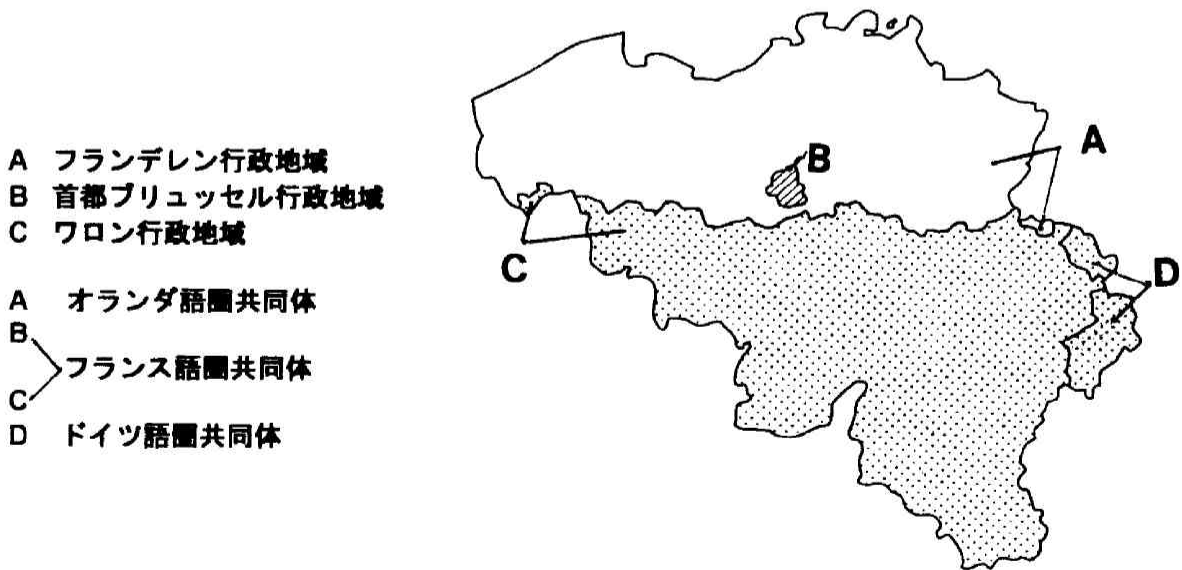 A フランデレン行政地域
B 首都ブリュッセル行政地域
C ワロン行政地域
A オランダ語圏共同体
B
フランス語圏共同体
C
D ドイツ語圏共同体
A
B
C
D